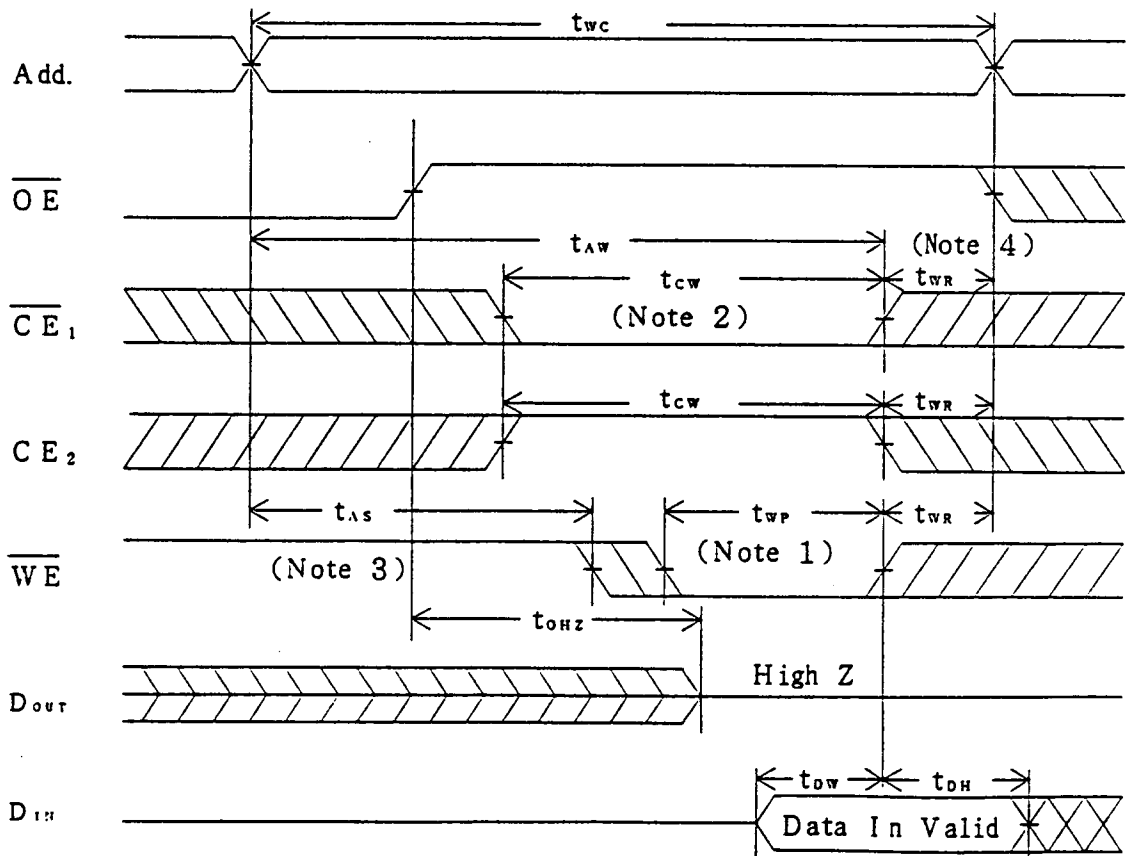 twc
Add.
OE
tAW
(Note 4)
tCW
tWR
CE1
(Note 2)
tCW
tWR
CE2
tAS
tWP
tWR
WE
(Note 3)
(Note 1)
tOHZ
High Z
DOUT
tDW
tDH
DIN
Data In Valid